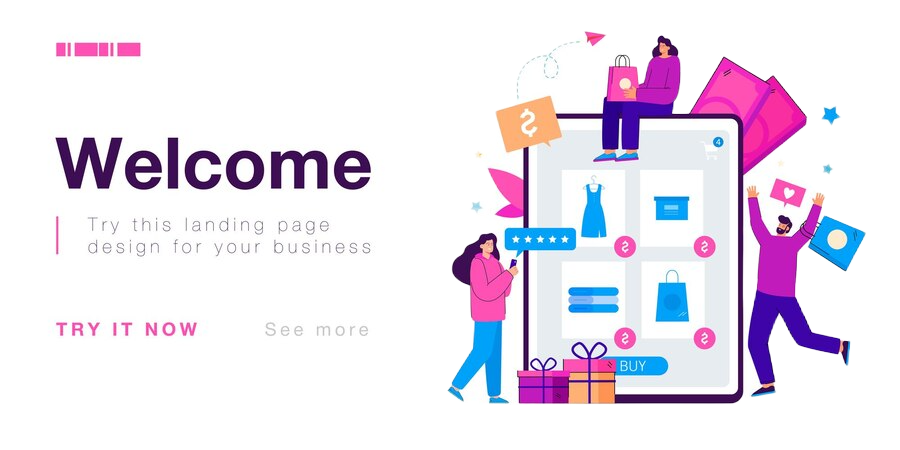 Welcome
Try this landing page
design for your business
TRY IT NOW
See more
$
4
$
$
$
$
BUY